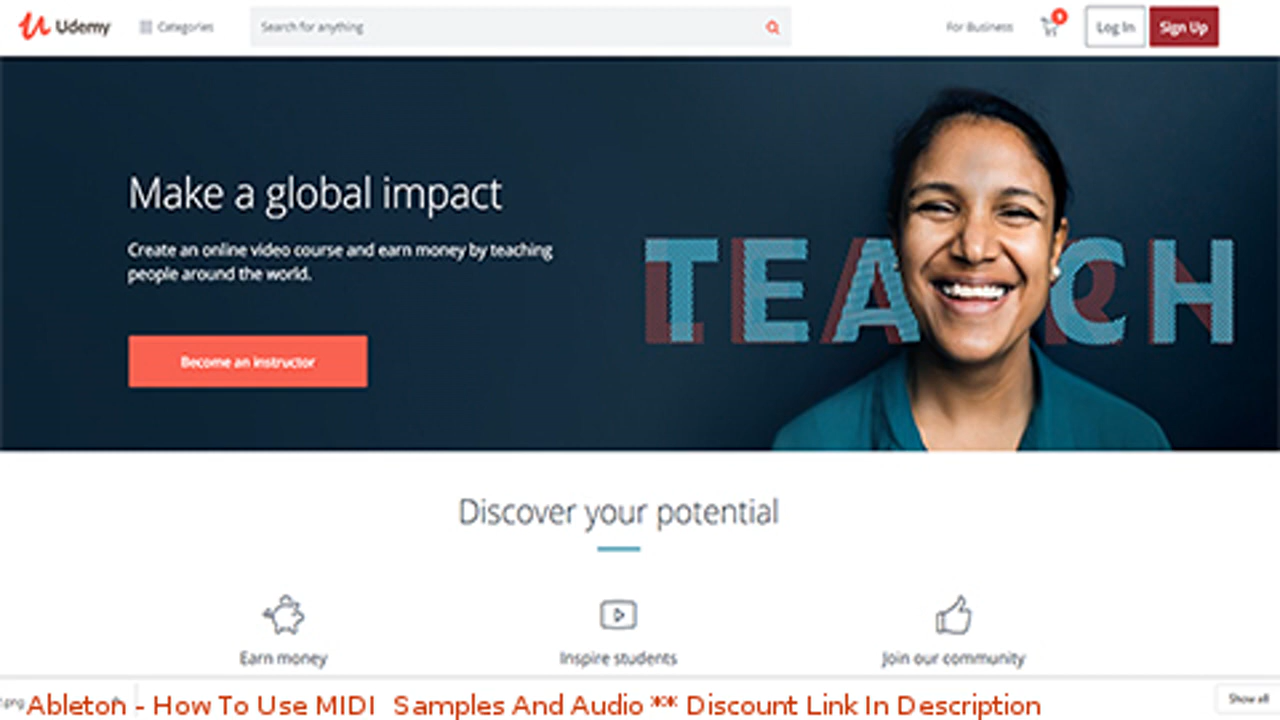 Udemy
Categories
Search for anything
For Business
Log In
Sign Up
Make a global impact
Create an online video course and earn money by teaching
people around the world.
TEACH
Become an instructor
Discover your potential
Earn money
Inspire students
Join our community
.png
Ableton - How To Use MIDI Samples And Audio ** Discount Link In Description
Show all